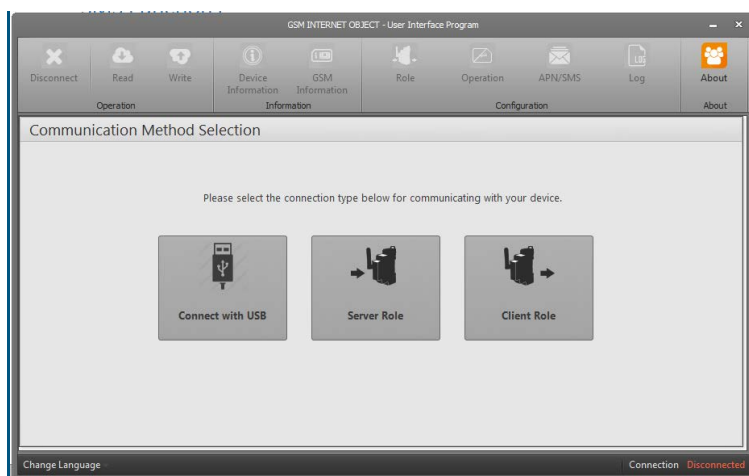 GSM INTERNET OBJECT - User Interface Program
Disconnect Read Write Device Information GSM Information Role Operation APN/SMS Log About
Operation Information Configuration About
Communication Method Selection
Please select the connection type below for communicating with your device.
Connect with USB Server Role Client Role
Change Language Connection Disconnected